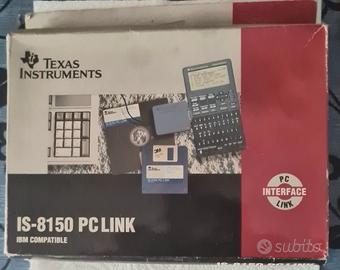 TEXAS
INSTRUMENTS
PC
INTERFACE
LINK
IS-8150 PC LINK
IBM COMPATIBLE
subito